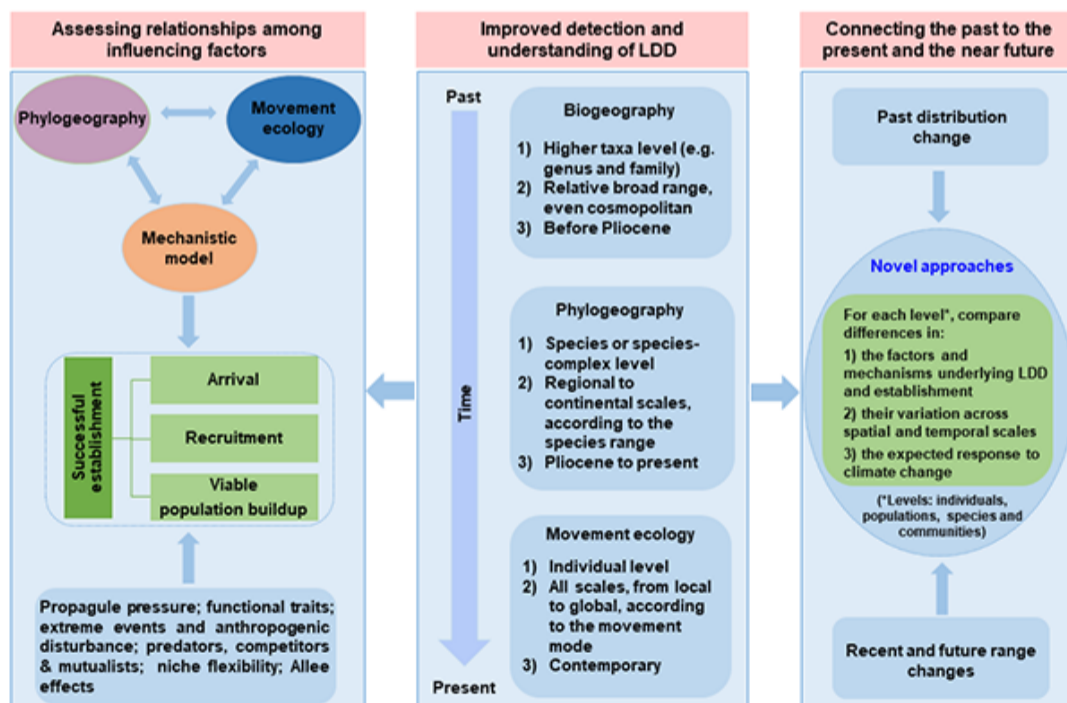 Assessing relationships among
influencing factors
Phylogeography
Movement
ecology
Mechanistic
model
Successful
establishment
Arrival
Recruitment
Viable
population buildup
Propagule pressure; functional traits;
extreme events and anthropogenic
disturbance; predators, competitors
& mutualists; niche flexibility; Allee
effects
Improved detection and
understanding of LDD
Past
Time
Present
Biogeography
1) Higher taxa level (e.g.
genus and family)
2) Relative broad range,
even cosmopolitan
3) Before Pliocene
Phylogeography
1) Species or species-
complex level
2) Regional to
continental scales,
according to the
species range
3) Pliocene to present
Movement ecology
1) Individual level
2) All scales, from local
to global, according
to the movement
mode
3) Contemporary
Connecting the past to the
present and the near future
Past distribution
change
Novel approaches
For each level*, compare
differences in:
1) the factors and
mechanisms underlying LDD
and establishment
2) their variation across
spatial and temporal scales
3) the expected response to
climate change
(*Levels: individuals,
populations, species and
communities)
Recent and future range
changes